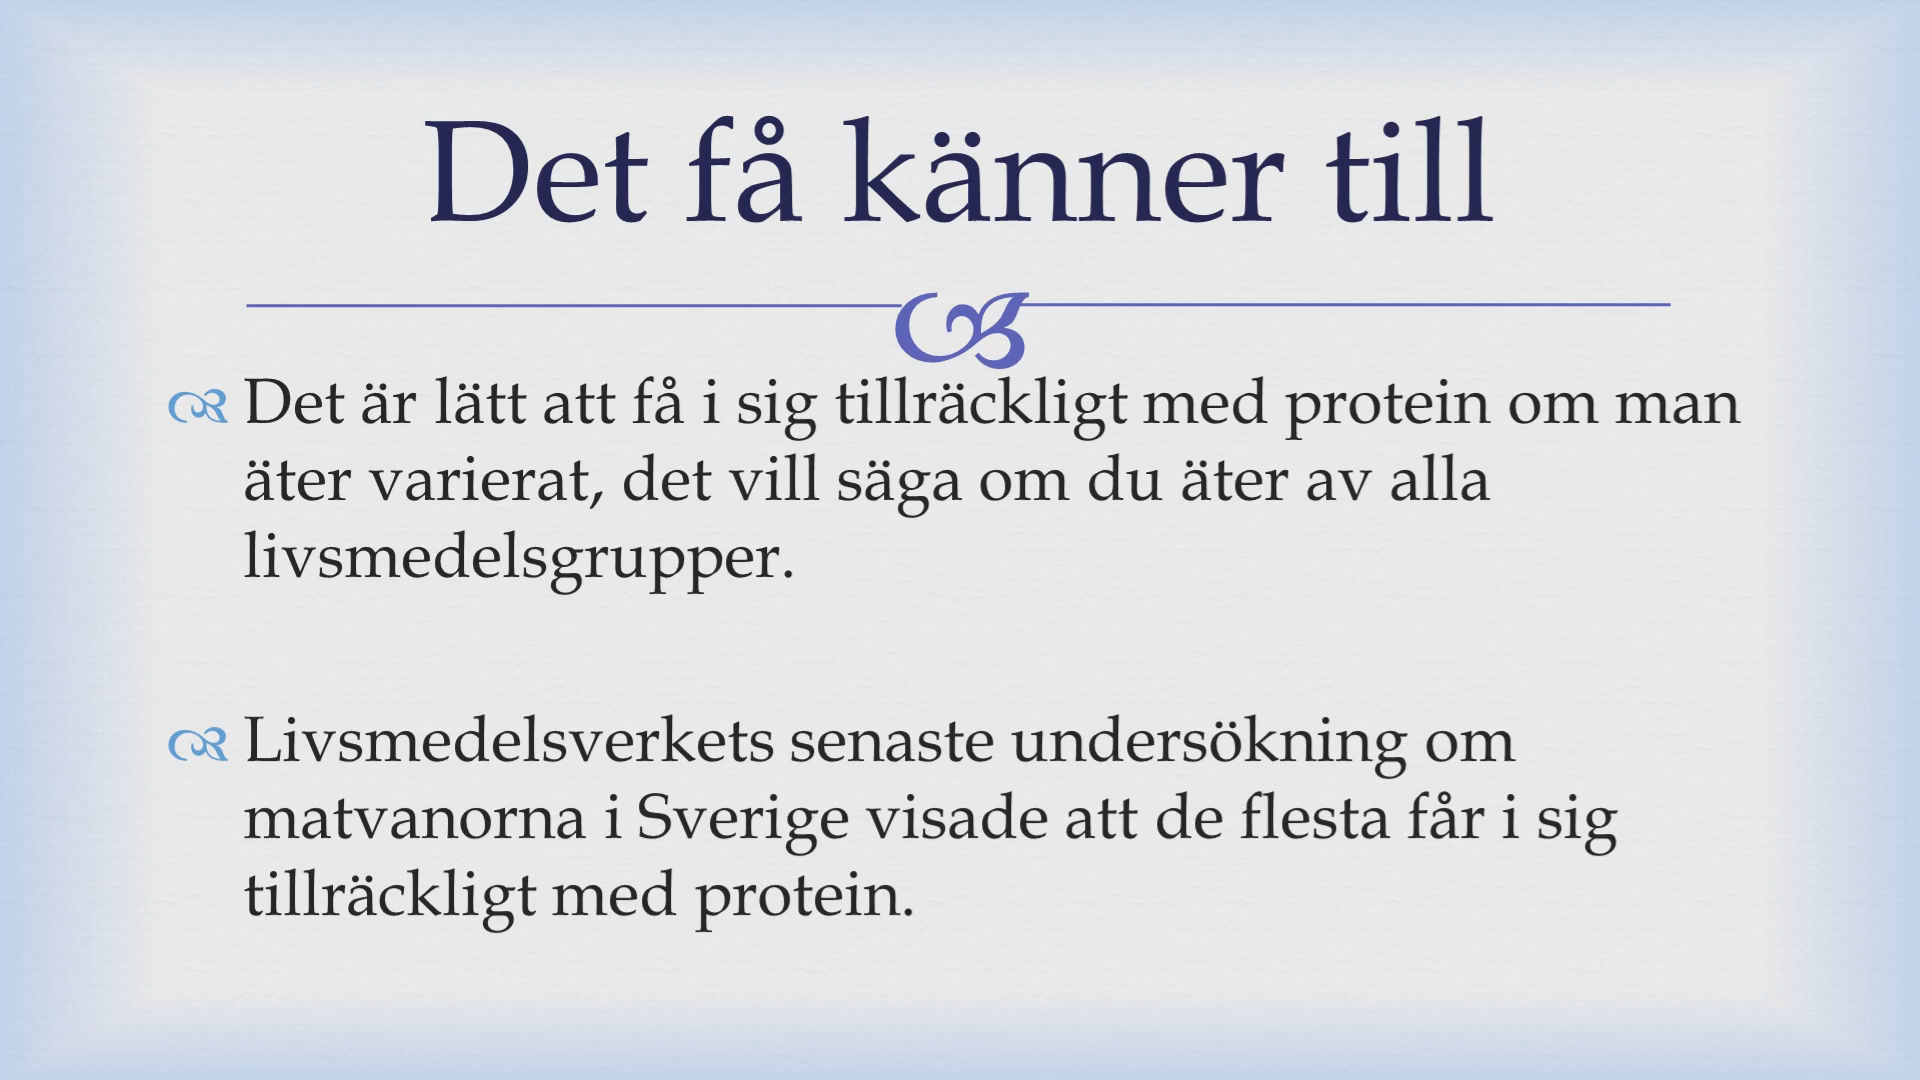 Det få känner till
Det är lätt att få i sig tillräckligt med protein om man
äter varierat, det vill säga om du äter av alla
livsmedelsgrupper.
Livsmedelsverkets senaste undersökning om
matvanorna i Sverige visade att de flesta får i sig
tillräckligt med protein.